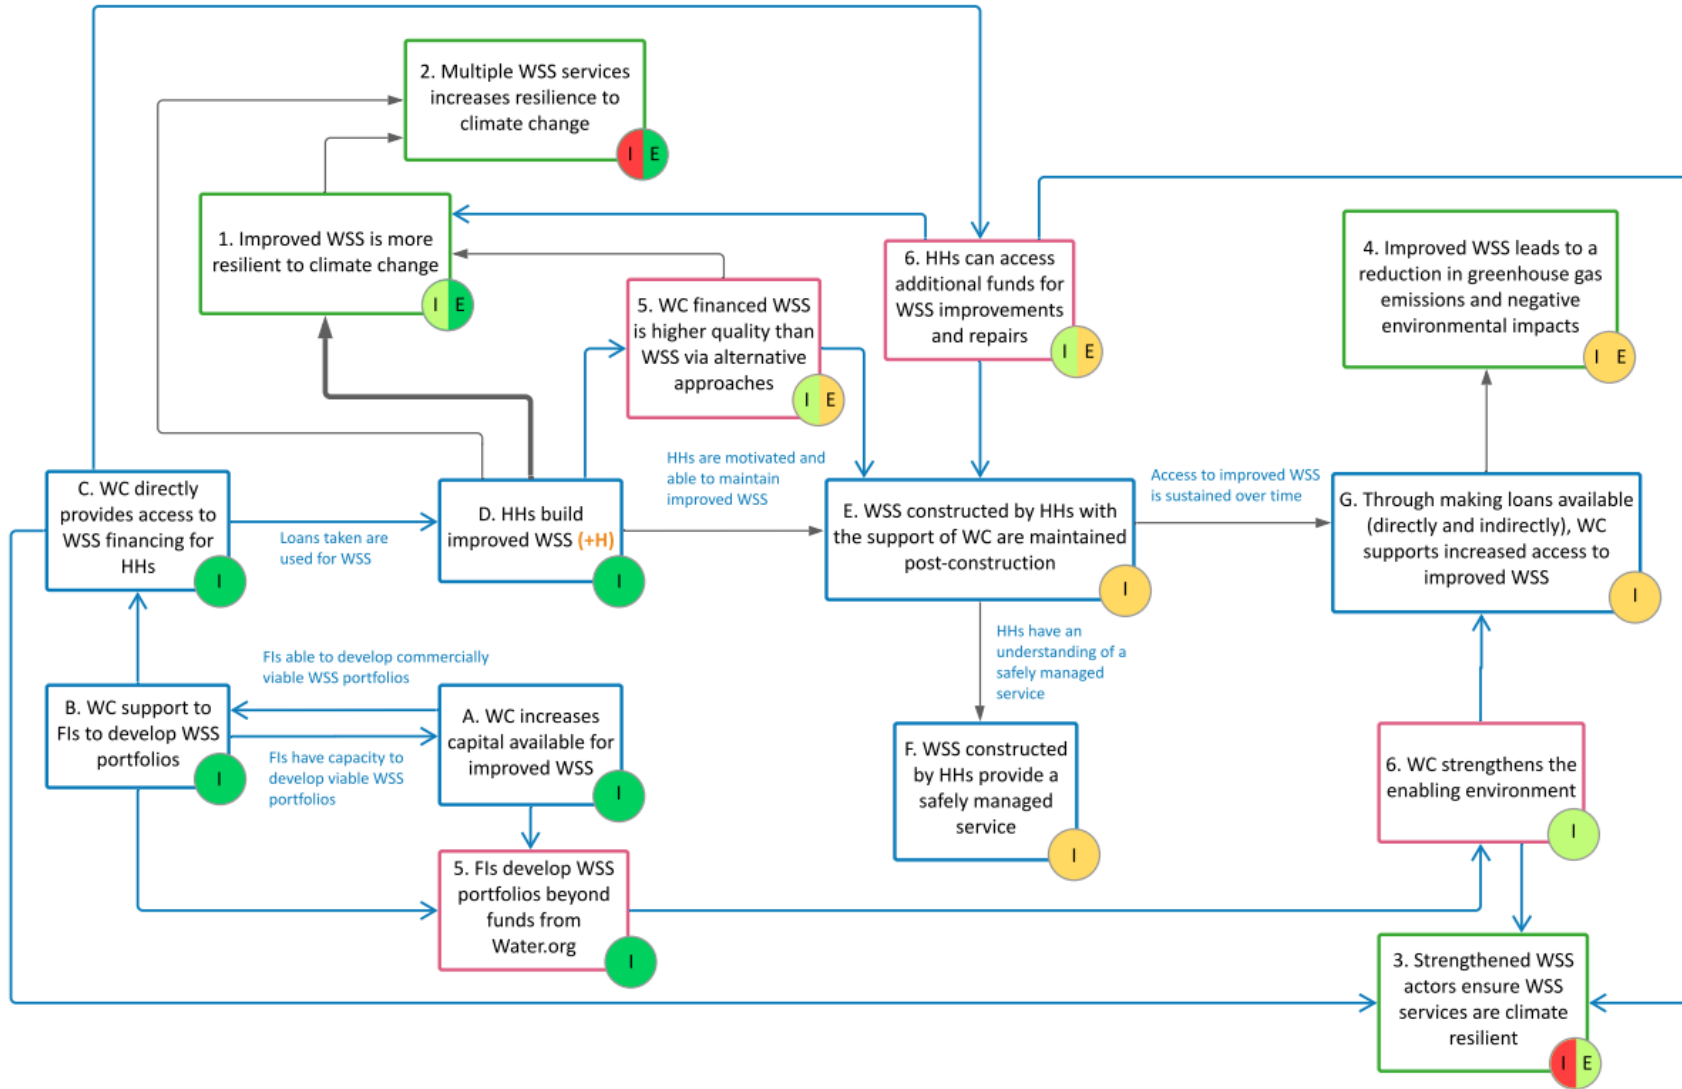 2. Multiple WSS services
increases resilience to
climate change
I E
1. Improved WSS is more
resilient to climate change
I E
5. WC financed WSS
is higher quality than
WSS via alternative
approaches
I E
6. HHs can access
additional funds for
WSS improvements
and repairs
I E
4. Improved WSS leads to a
reduction in greenhouse gas
emissions and negative
environmental impacts
I E
C. WC directly
provides access to
WSS financing for
HHs
I
Loans taken are
used for WSS
D. HHs build
improved WSS (+H)
I
HHs are motivated and
able to maintain
improved WSS
E. WSS constructed by HHs with
the support of WC are maintained
post-construction
I
Access to improved WSS
is sustained over time
G. Through making loans available
(directly and indirectly), WC
supports increased access to
improved WSS
I
HHs have an
understanding of a
safely managed
service
FIs able to develop commercially
viable WSS portfolios
B. WC support to
FIs to develop WSS
portfolios
I
FIs have capacity to
develop viable WSS
portfolios
A. WC increases
capital available for
improved WSS
I
F. WSS constructed
by HHs provide a
safely managed
service
I
6. WC strengthens the
enabling environment
I
5. FIs develop WSS
portfolios beyond
funds from
Water.org
I
3. Strengthened WSS
actors ensure WSS
services are climate
resilient
I E